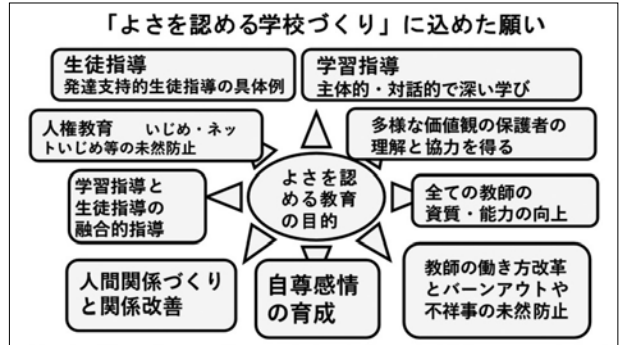 「よさを認める学校づくり」に込めた願い
生徒指導
発達支持的生徒指導の具体例
学習指導
主体的・対話的で深い学び
人権教育　いじめ・ネッ
トいじめ等の未然防止
多様な価値観の保護者の
理解と協力を得る
よさを認
める教育
の目的
学習指導と
生徒指導の
融合的指導
全ての教師の
資質・能力の向上
人間関係づくり
と関係改善
自尊感情
の育成
教師の働き方改革
とバーンアウトや
不祥事の未然防止